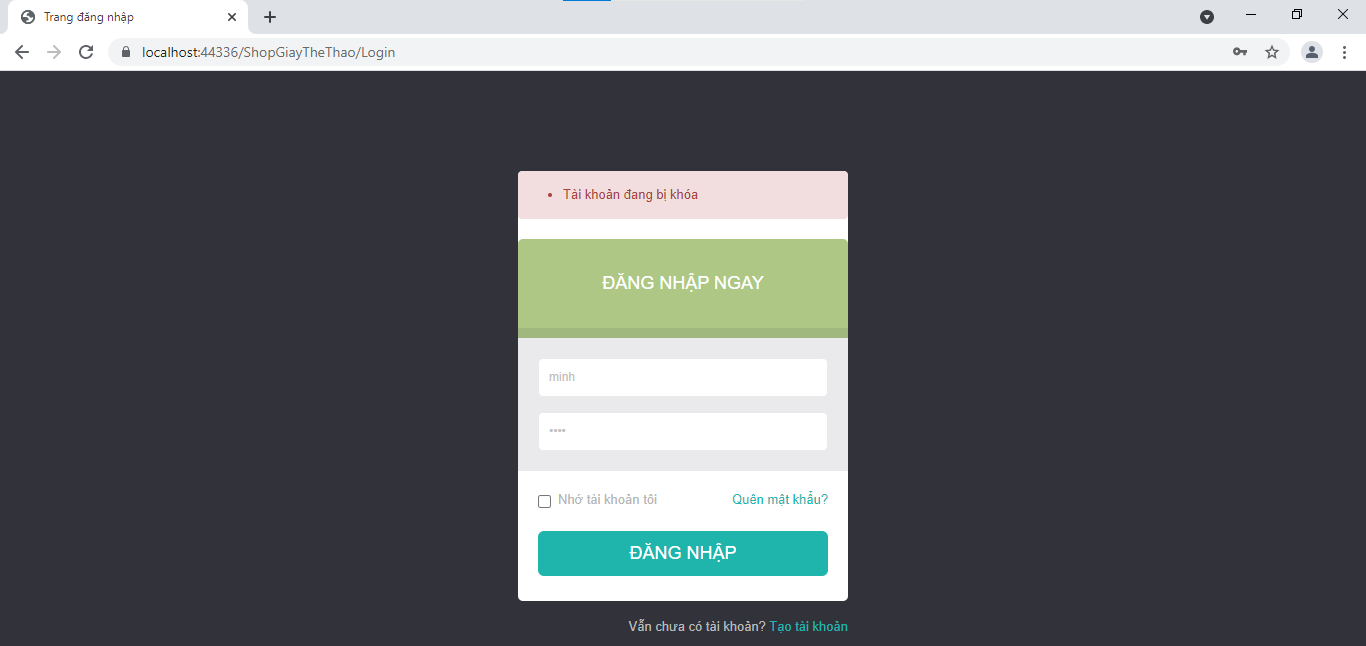 Trang đăng nhập
localhost:44336/ShopGiayTheThao/Login
Tài khoản đang bị khóa
ĐĂNG NHẬP NGAY
minh
••••
Nhớ tài khoản tôi Quên mật khẩu?
ĐĂNG NHẬP
Vẫn chưa có tài khoản? Tạo tài khoản